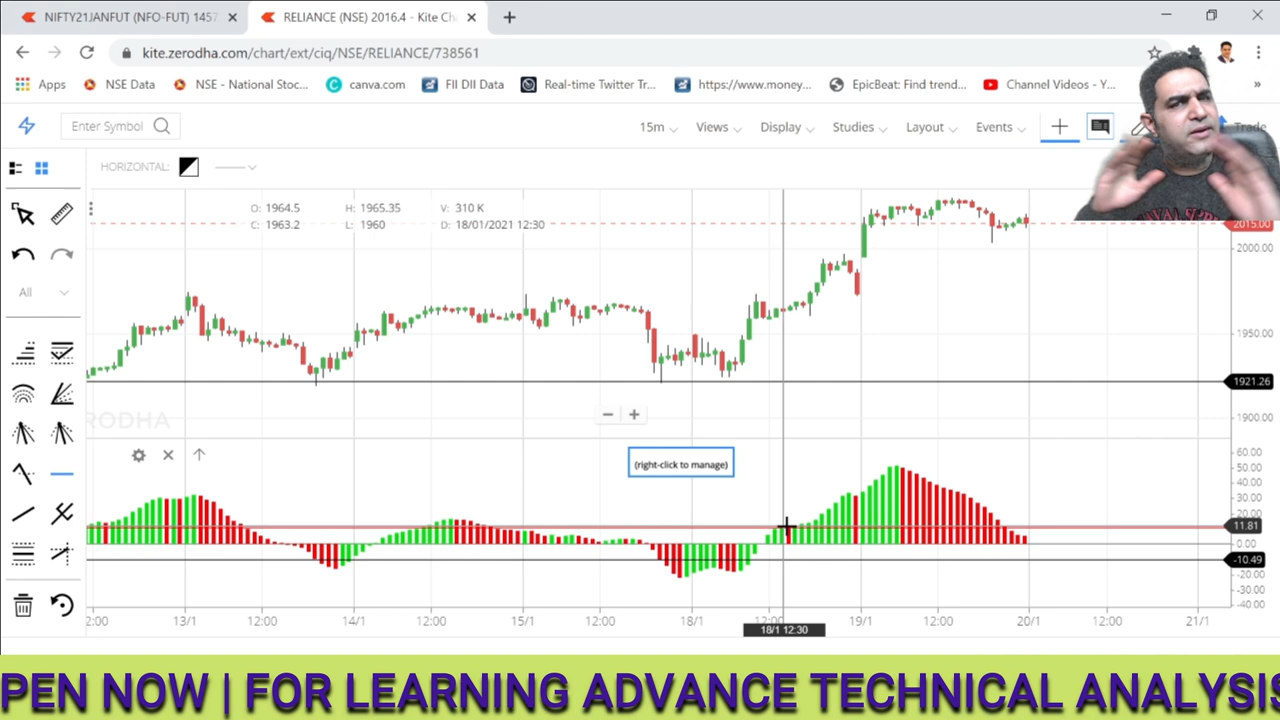 NIFTY21JANFUT (NFO-FUT) 1457
RELIANCE (NSE) 2016.4 - Kite Ch
kite.zerodha.com/chart/ext/ciq/NSE/RELIANCE/738561
Apps
NSE Data
NSE - National Stoc...
canva.com
FII DII Data
Real-time Twitter Tr...
https://www.money...
EpicBeat: Find trend...
Channel Videos - Y...
Enter Symbol
15m
Views
Display
Studies
Layout
Events
Trade
HORIZONTAL:
O: 1964.5
H: 1965.35
V: 310 K
C: 1963.2
L: 1960
D: 18/01/2021 12:30
2015.00
2000.00
All
1950.00
1921.26
1900.00
(right-click to manage)
60.00
50.00
40.00
30.00
20.00
11.81
0.00
-10.49
-20.00
-30.00
-40.00
2:00
13/1
12:00
14/1
12:00
15/1
12:00
18/1
12:00
19/1
12:00
20/1
12:00
21/1
18/1 12:30
PEN NOW | FOR LEARNING ADVANCE TECHNICAL ANALYSIS